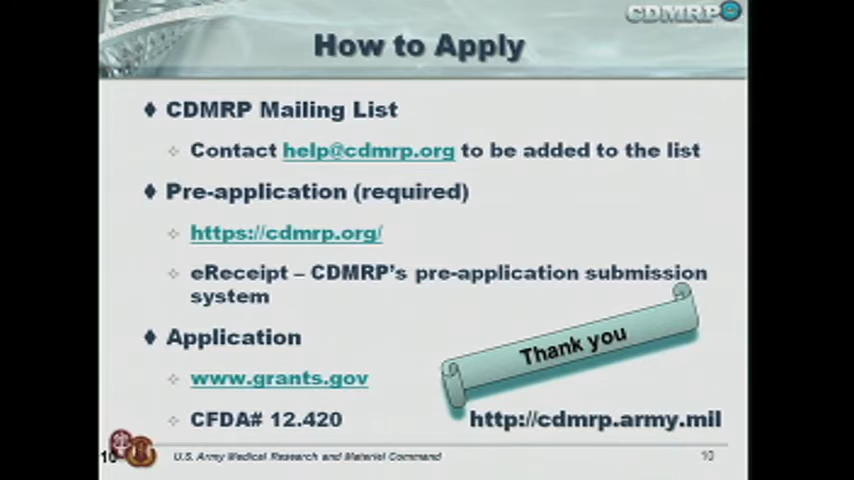 CDMRP
How to Apply
CDMRP Mailing List
Contact help@cdmrp.org to be added to the list
Pre-application (required)
https://cdmrp.org/
eReceipt – CDMRP's pre-application submission
system
Application
www.grants.gov
CFDA# 12.420
Thank you
http://cdmrp.army.mil
10
U.S. Army Medical Research and Materiel Command
10